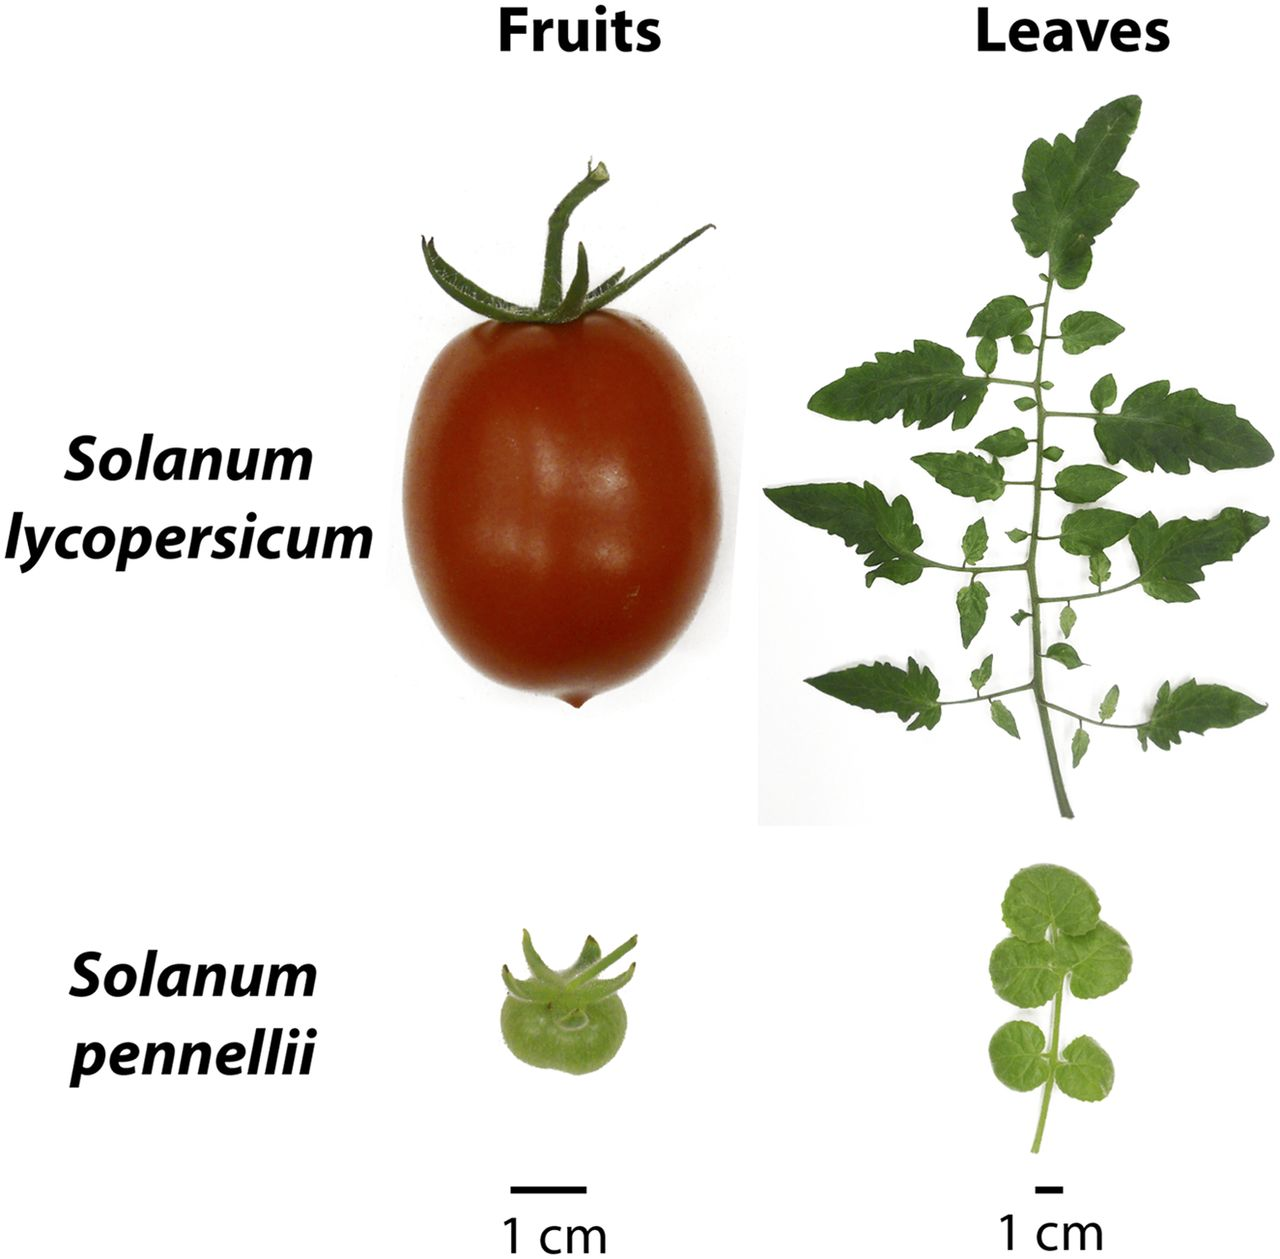 Fruits
Leaves
Solanum
lycopersicum
Solanum
pennellii
1 cm
1 cm